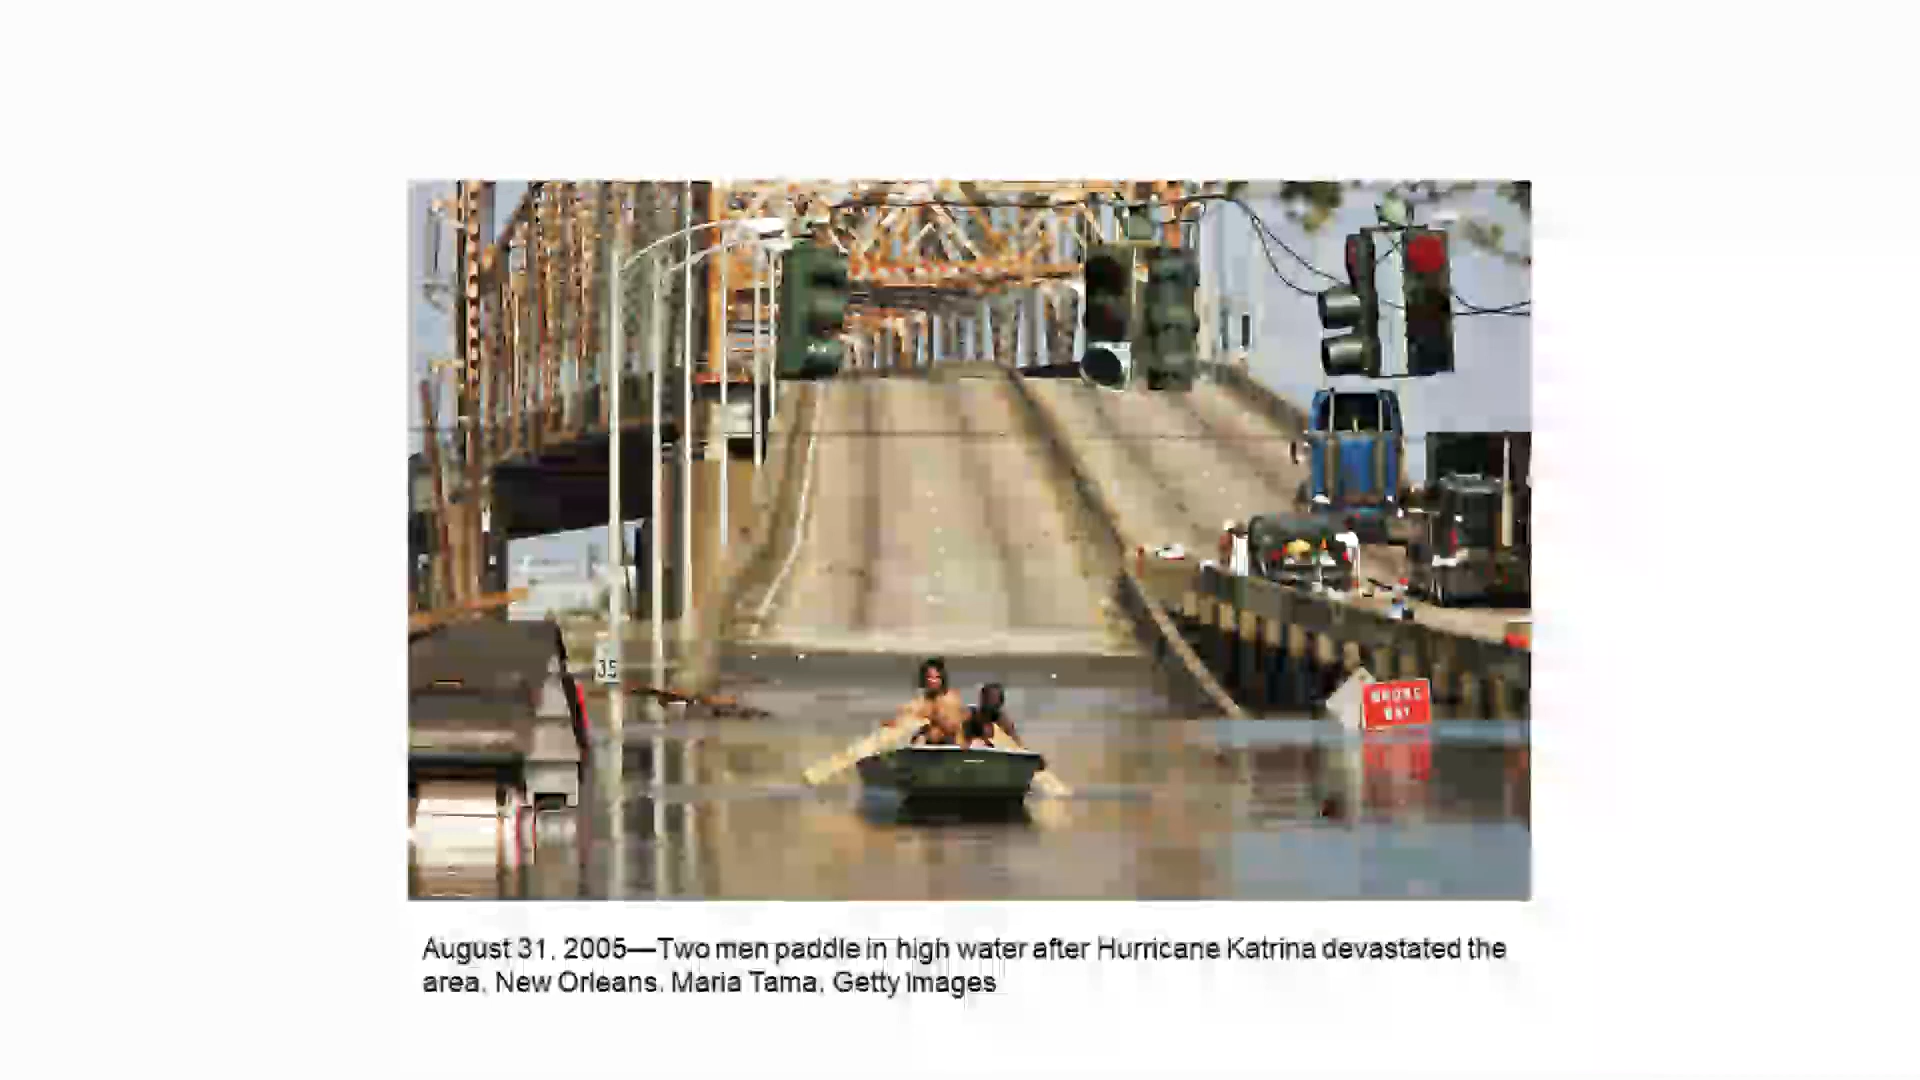 35
WRONG
WAY
August 31, 2005—Two men paddle in high water after Hurricane Katrina devastated the
area, New Orleans. Maria Tama, Getty Images